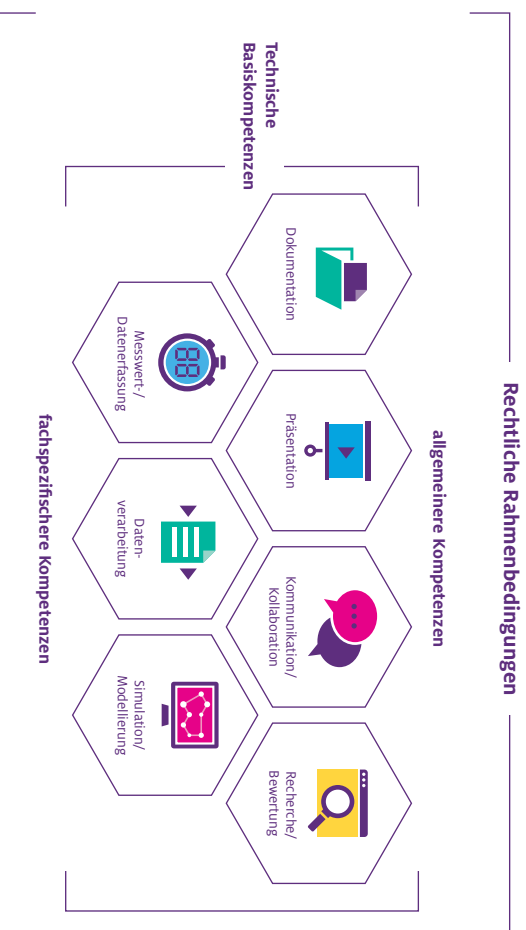 Rechtliche Rahmenbedingungen
allgemeinere Kompetenzen
Technische
Basiskompetenzen
Dokumentation
Präsentation
Kommunikation/
Kollaboration
Recherche/
Bewertung
Messwert-/
Datenerfassung
Daten-
verarbeitung
Simulation/
Modellierung
fachspezifischere Kompetenzen